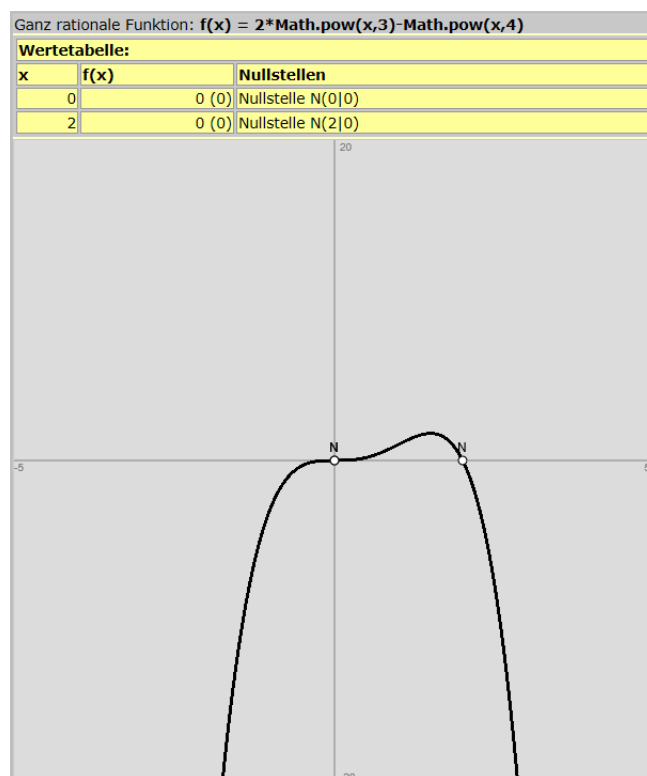 Ganz rationale Funktion: f(x) = 2*Math.pow(x,3)-Math.pow(x,4)
Wertetabelle:
x f(x) Nullstellen
0 0 (0) Nullstelle N(0|0)
2 0 (0) Nullstelle N(2|0)
20
N N
-5 5